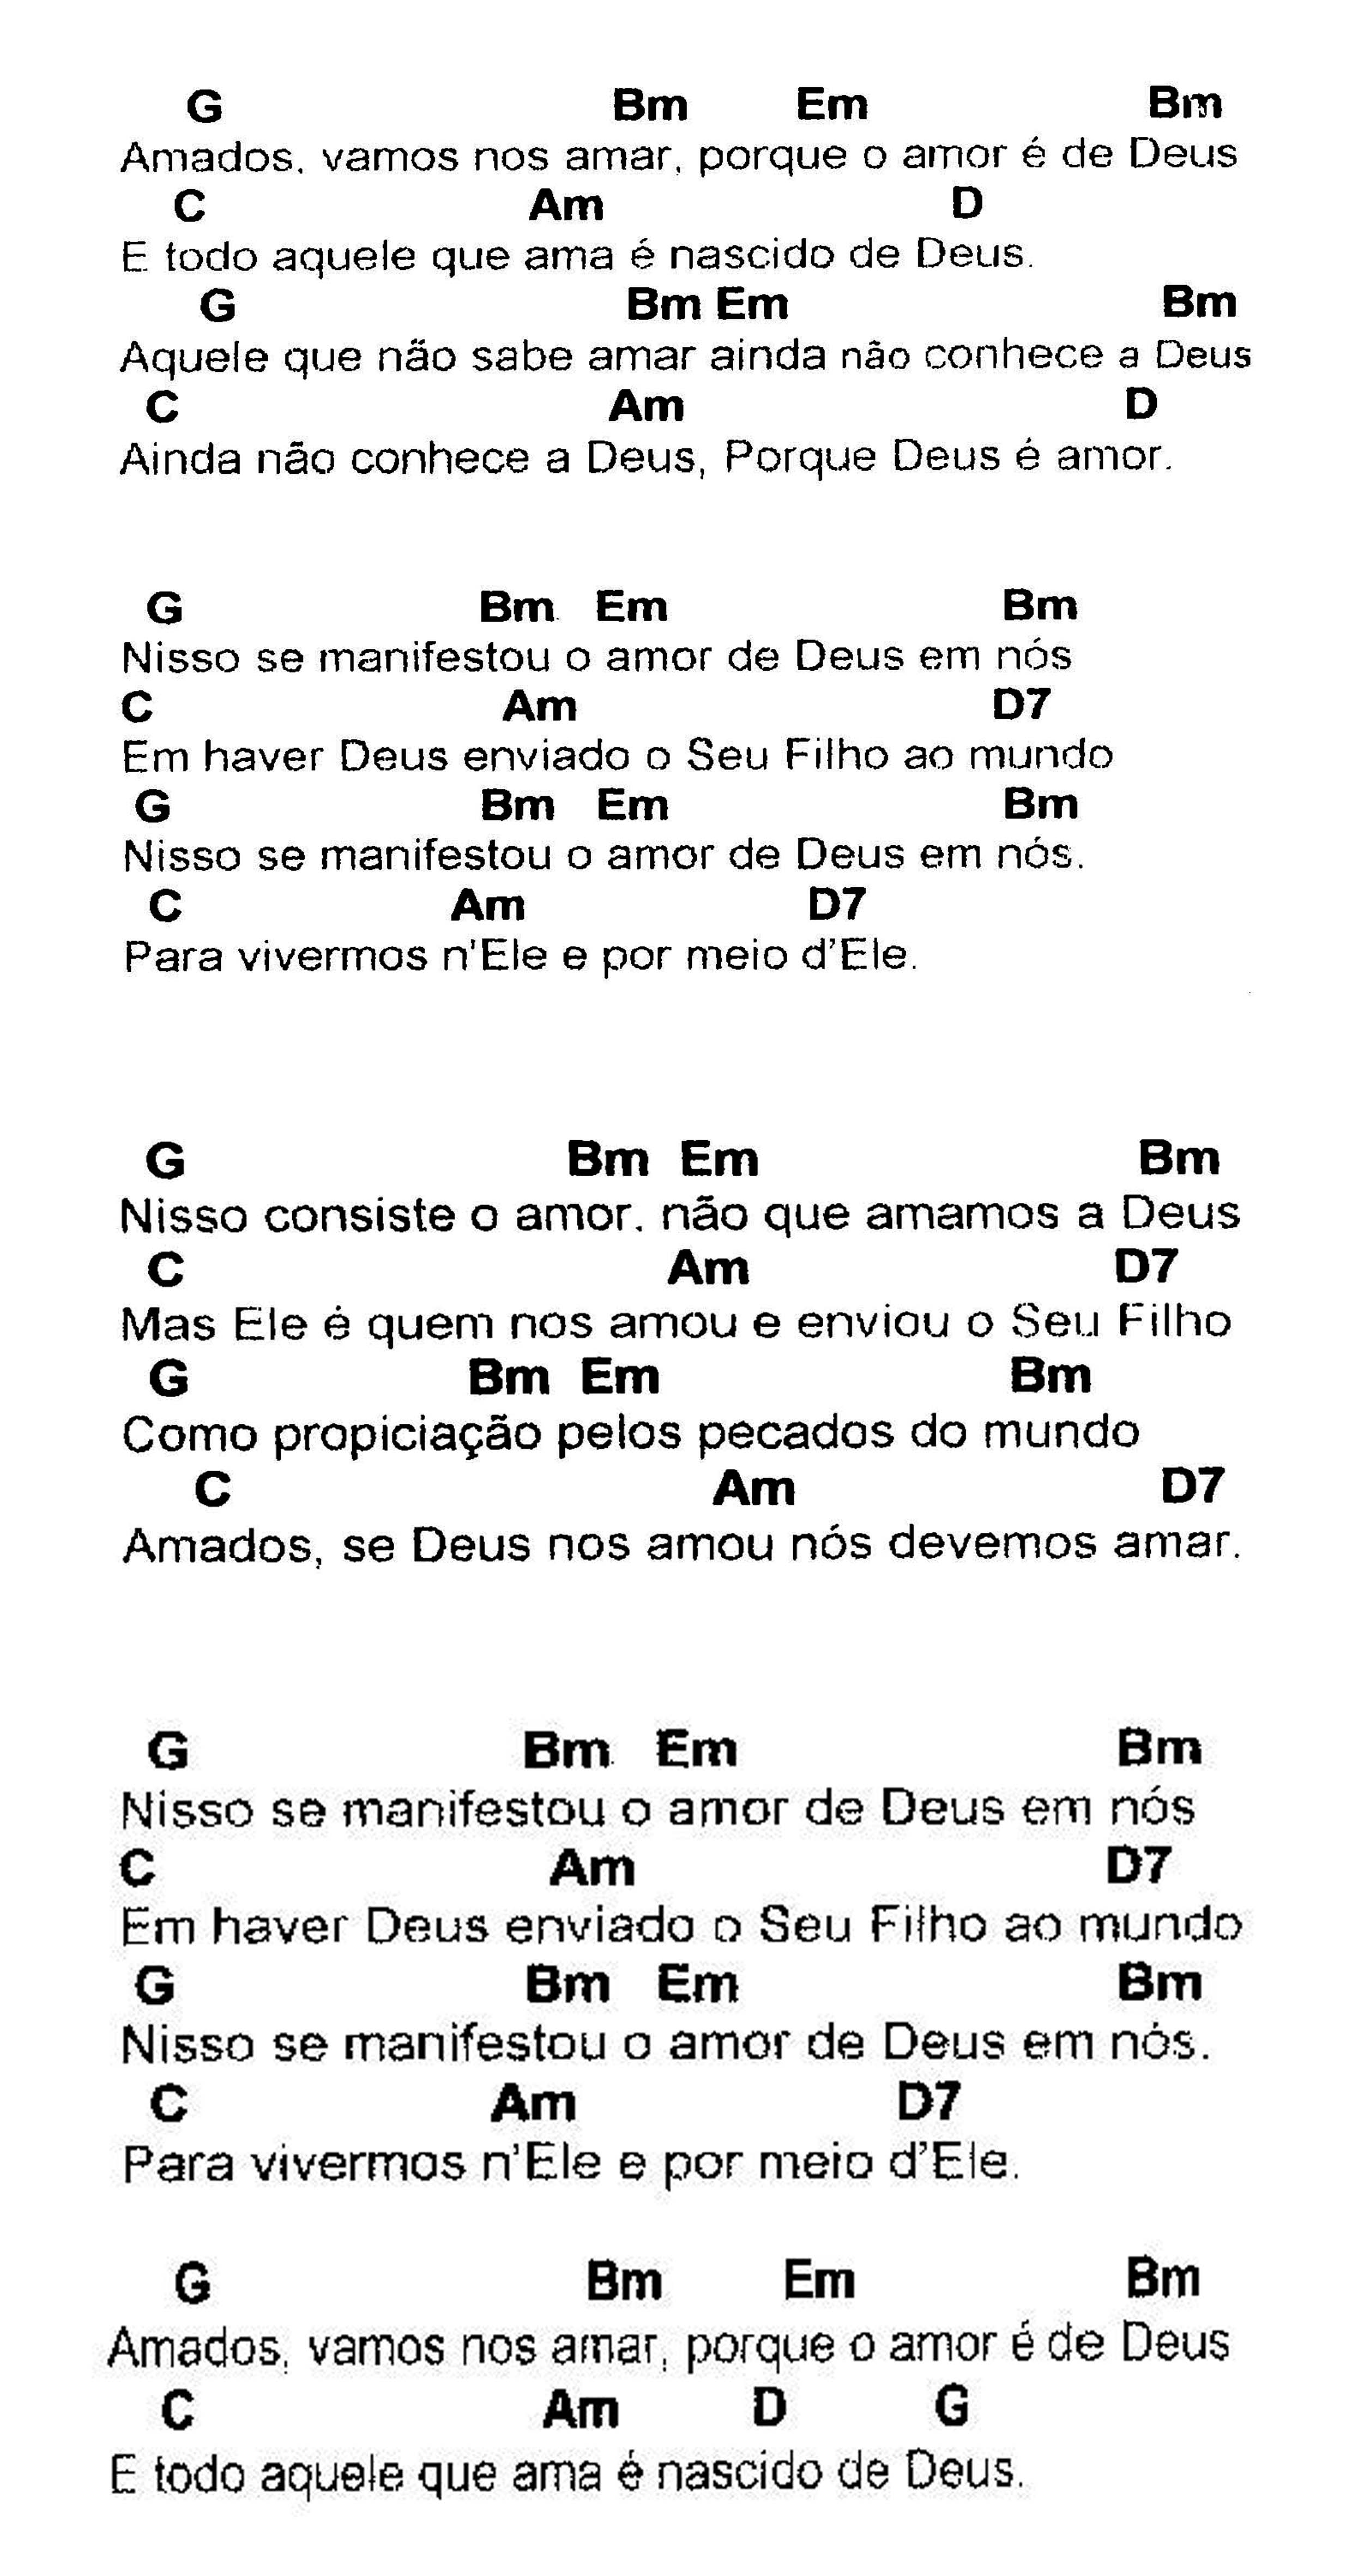 G Bm Em Bm
Amados, vamos nos amar, porque o amor é de Deus
C Am D
E todo aquele que ama é nascido de Deus.
G Bm Em Bm
Aquele que não sabe amar ainda não conhece a Deus
C Am D
Ainda não conhece a Deus, Porque Deus é amor.
G Bm Em Bm
Nisso se manifestou o amor de Deus em nós
C Am D7
Em haver Deus enviado o Seu Filho ao mundo
G Bm Em Bm
Nisso se manifestou o amor de Deus em nós.
C Am D7
Para vivermos n'Ele e por meio d'Ele.
G Bm Em Bm
Nisso consiste o amor, não que amamos a Deus
C Am D7
Mas Ele é quem nos amou e enviou o Seu Filho
G Bm Em Bm
Como propiciação pelos pecados do mundo
C Am D7
Amados, se Deus nos amou nós devemos amar.
G Bm Em Bm
Nisso se manifestou o amor de Deus em nós
C Am D7
Em haver Deus enviado o Seu Filho ao mundo
G Bm Em Bm
Nisso se manifestou o amor de Deus em nós.
C Am D7
Para vivermos n'Ele e por meio d'Ele.
G Bm Em Bm
Amados, vamos nos amar, porque o amor é de Deus
C Am D G
E todo aquele que ama é nascido de Deus.